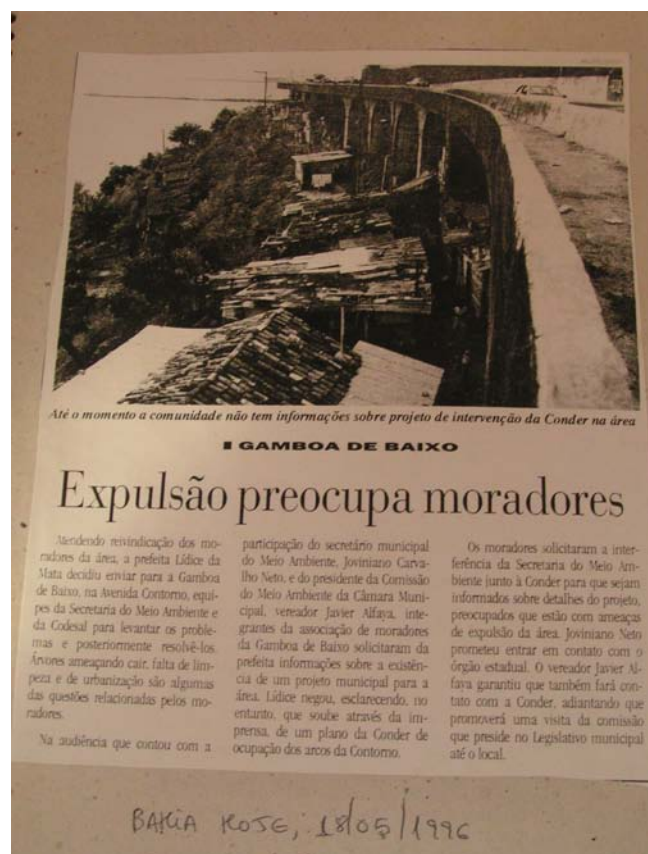 Até o momento a comunidade não tem informações sobre projeto de intervenção da Conder na área
GAMBOA DE BAIXO
Expulsão preocupa moradores
Atendendo reivindicação dos mo-
radores da área, a prefeita Lídice da
Mata decidiu enviar para a Gamboa
de Baixo, na Avenida Contorno, equi-
pes da Secretaria do Meio Ambiente e
da Codesal para levantar os proble-
mas e posteriormente resolvê-los.
Árvores ameaçando cair, falta de lim-
peza e de urbanização são algumas
das questões relacionadas pelos mo-
radores.
Na audiência que contou com a
participação do secretário municipal
do Meio Ambiente, Joviniano Carva-
lho Neto, e do presidente da Comissão
do Meio Ambiente da Câmara Muni-
cipal, vereador Javier Alfaya, inte-
grantes da associação de moradores
da Gamboa de Baixo solicitaram da
prefeita informações sobre a existên-
cia de um projeto municipal para a
área. Lídice negou, esclarecendo, no
entanto, que soube através da im-
prensa, de um plano da Conder de
ocupação dos arcos da Contorno.
Os moradores solicitaram a inter-
ferência da Secretaria do Meio Am-
biente junto à Conder para que sejam
informados sobre detalhes do projeto,
preocupados que estão com ameaças
de expulsão da área. Joviniano Neto
prometeu entrar em contato com o
órgão estadual. O vereador Javier Al-
faya garantiu que também fará con-
tato com a Conder, adiantando que
promoverá uma visita da comissão
que preside no Legislativo municipal
até o local.
BAHIA HOJE, 18/05/1996